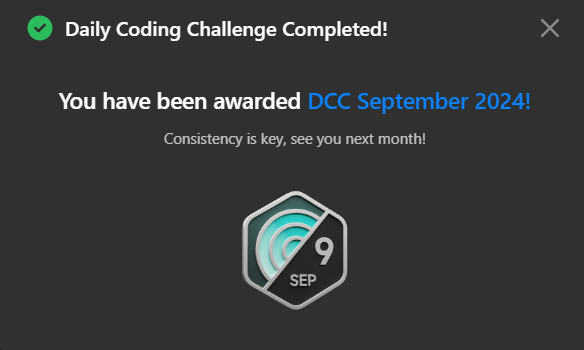 Daily Coding Challenge Completed!
You have been awarded DCC September 2024!
Consistency is key, see you next month!
9
SEP